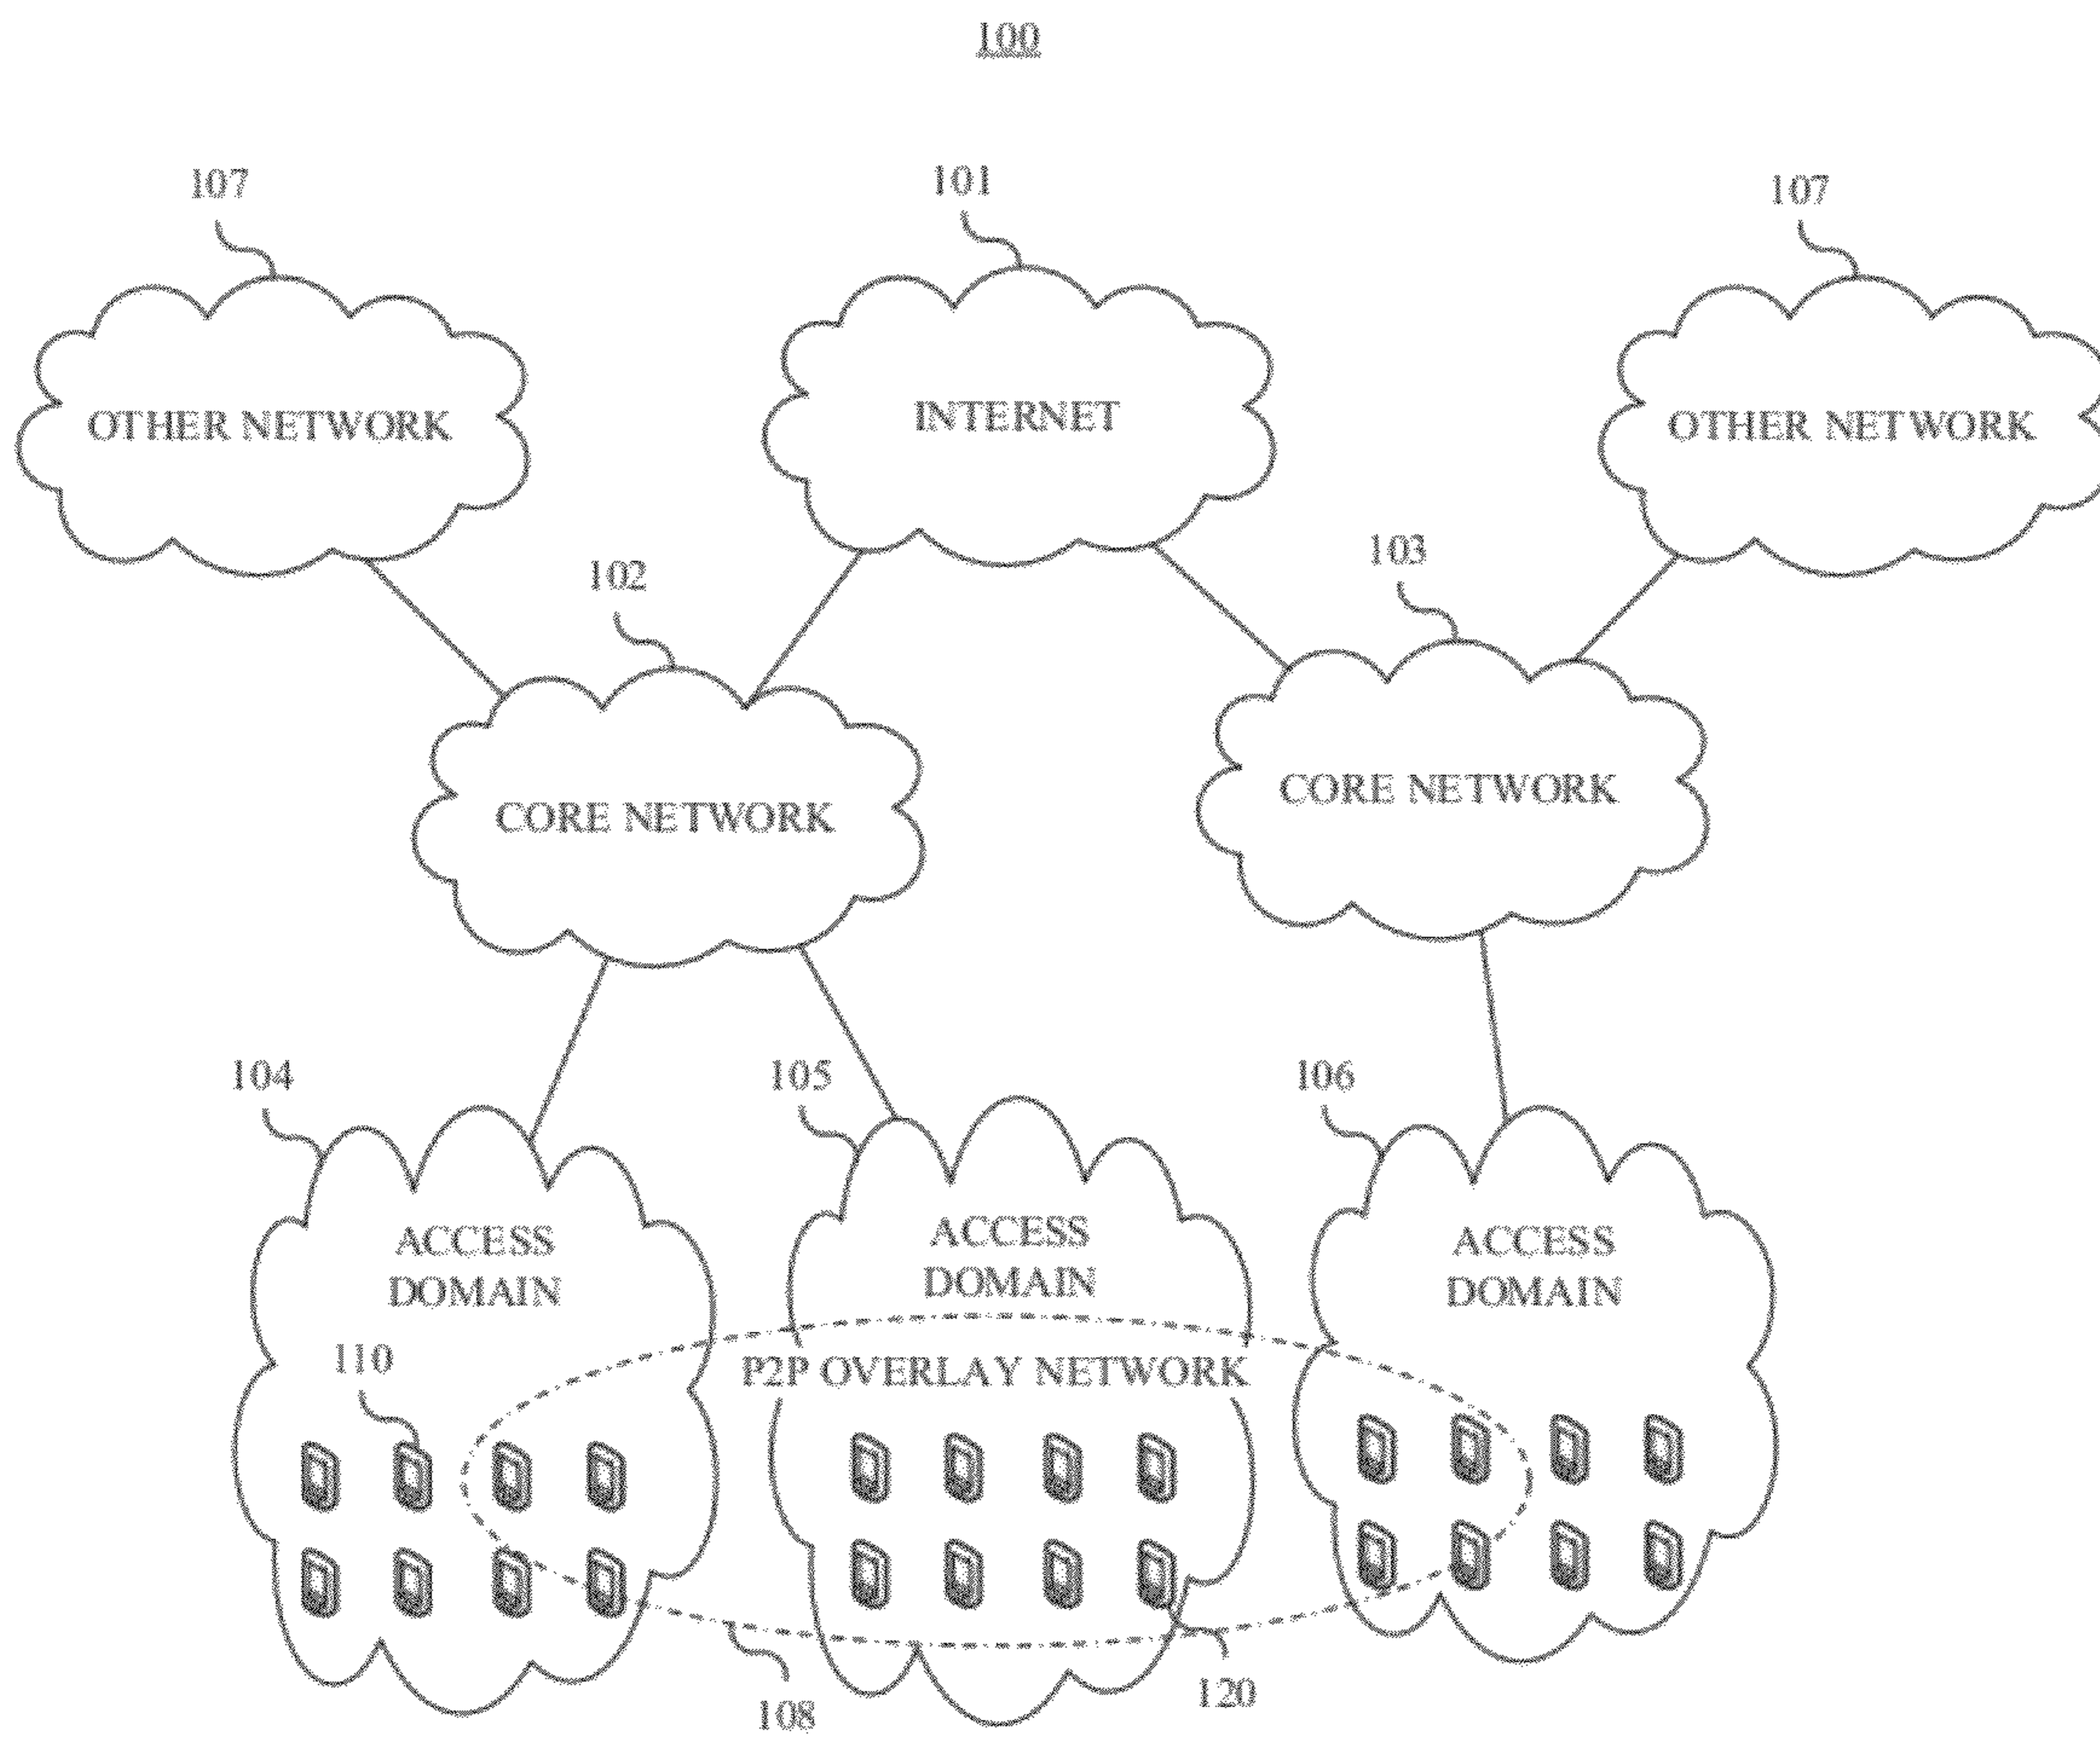 100
107
101
107
OTHER NETWORK
INTERNET
OTHER NETWORK
102
103
CORE NETWORK
CORE NETWORK
104
105
106
ACCESS
DOMAIN
ACCESS
DOMAIN
ACCESS
DOMAIN
110
P2P OVERLAY NETWORK
108
120